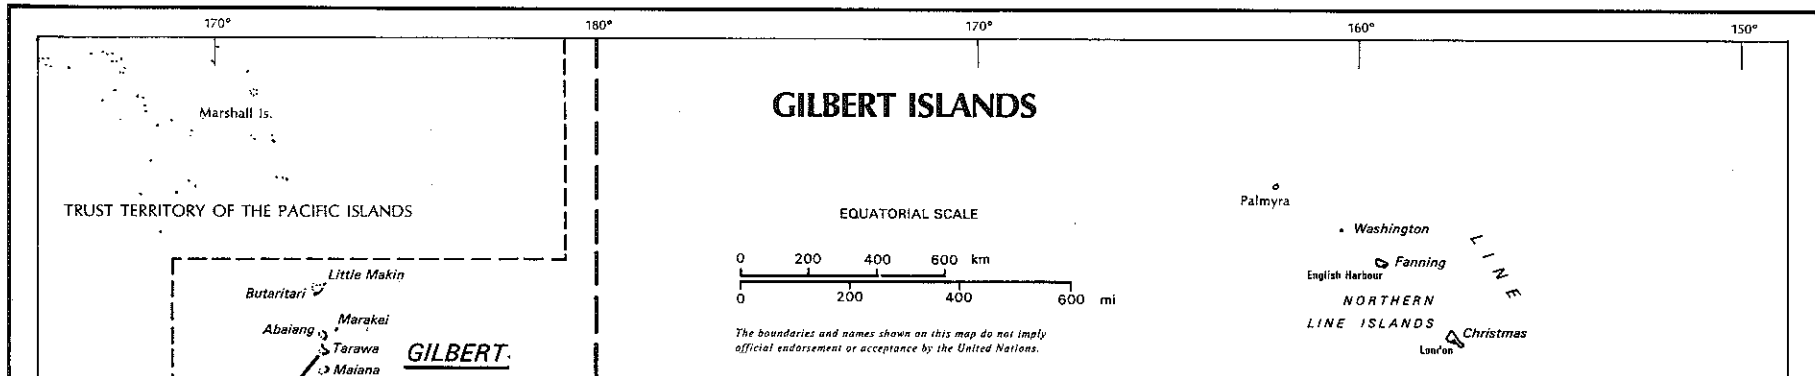 170° 180° 170° 160° 150°
GILBERT ISLANDS
Marshall Is.
TRUST TERRITORY OF THE PACIFIC ISLANDS
Palmyra
EQUATORIAL SCALE
Washington
LINE
0 200 400 600 km
0 200 400 600 mi
Fanning
English Harbour
NORTHERN
LINE ISLANDS
Christmas
London
Little Makin
Butaritari
Marakei
Abaiang
Tarawa
GILBERT
Maiana
The boundaries and names shown on this map do not imply
official endorsement or acceptance by the United Nations.